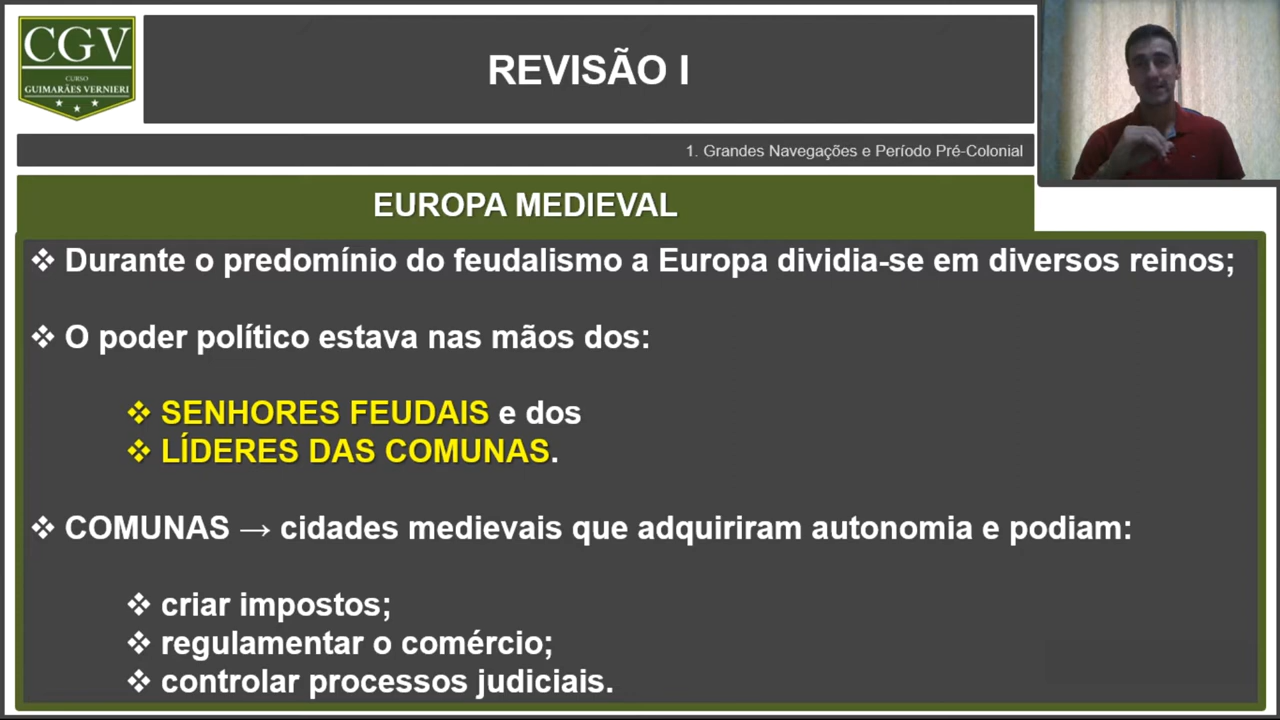 CGV
CURSO
GUIMARÃES VERNIERI
REVISÃO I
1. Grandes Navegações e Período Pré-Colonial
EUROPA MEDIEVAL
❖ Durante o predomínio do feudalismo a Europa dividia-se em diversos reinos;
❖ O poder político estava nas mãos dos:
❖ SENHORES FEUDAIS e dos
❖ LÍDERES DAS COMUNAS.
❖ COMUNAS → cidades medievais que adquiriram autonomia e podiam:
❖ criar impostos;
❖ regulamentar o comércio;
❖ controlar processos judiciais.